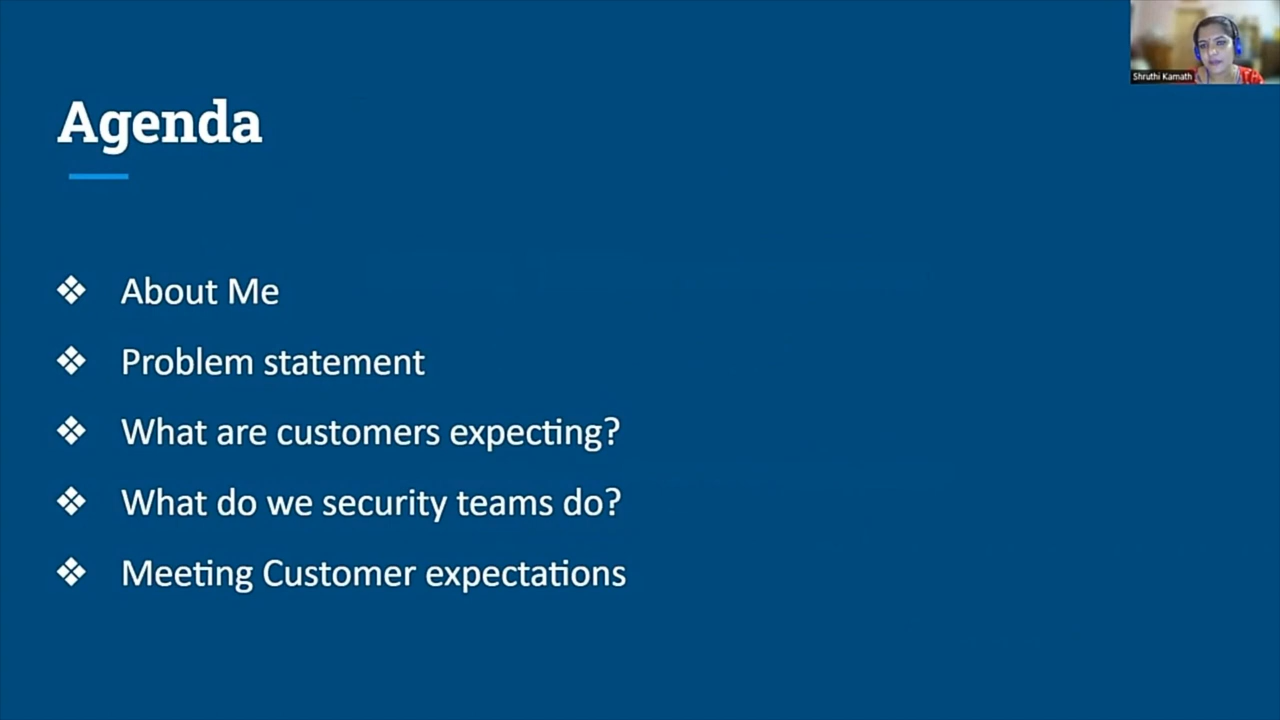 Shruthi Kamath
Agenda
❖ About Me
❖ Problem statement
❖ What are customers expecting?
❖ What do we security teams do?
❖ Meeting Customer expectations